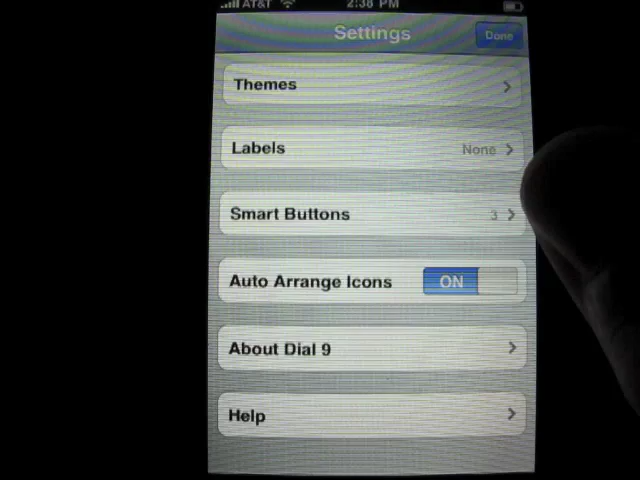 AT&T 2:38 PM
Settings Done
Themes
Labels None
Smart Buttons 3
Auto Arrange Icons ON
About Dial 9
Help